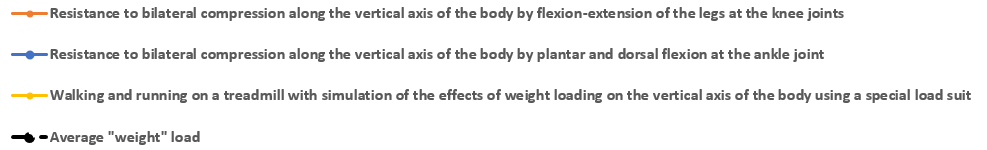 Resistance to bilateral compression along the vertical axis of the body by flexion-extension of the legs at the knee joints
Resistance to bilateral compression along the vertical axis of the body by plantar and dorsal flexion at the ankle joint
Walking and running on a treadmill with simulation of the effects of weight loading on the vertical axis of the body using a special load suit
Average "weight" load